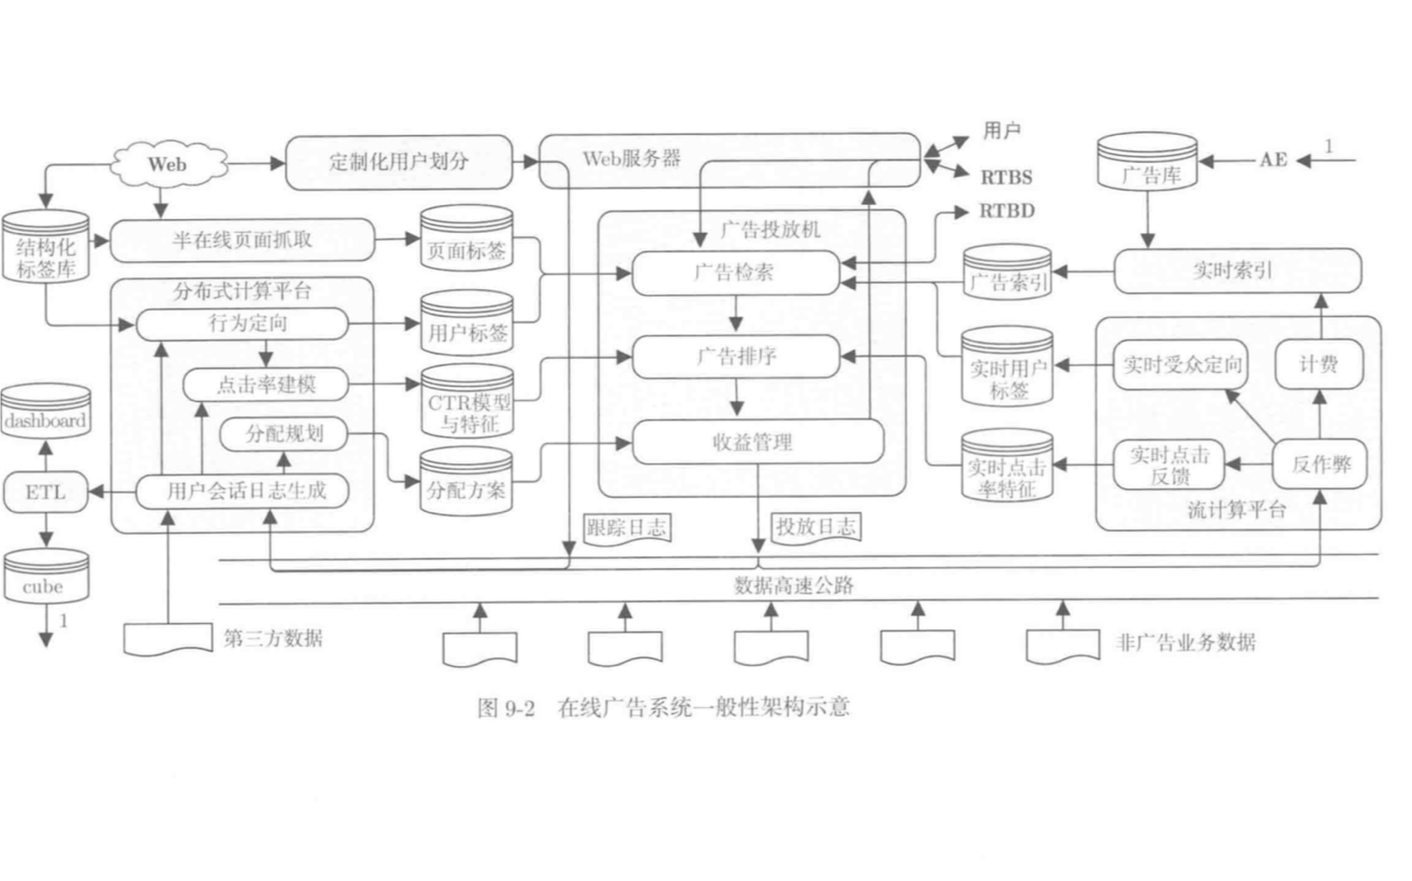 用户
Web
定制化用户划分
Web服务器
RTBS
广告库
AE
1
RTBD
结构化
标签库
半在线页面抓取
页面标签
广告投放机
广告检索
广告索引
实时索引
分布式计算平台
行为定向
用户标签
广告排序
实时用户
标签
实时受众定向
计费
点击率建模
CTR模型
与特征
dashboard
分配规划
收益管理
实时点击
率特征
实时点击
反馈
反作弊
ETL
用户会话日志生成
分配方案
流计算平台
跟踪日志
投放日志
cube
数据高速公路
1
第三方数据
非广告业务数据
图 9-2 在线广告系统一般性架构示意